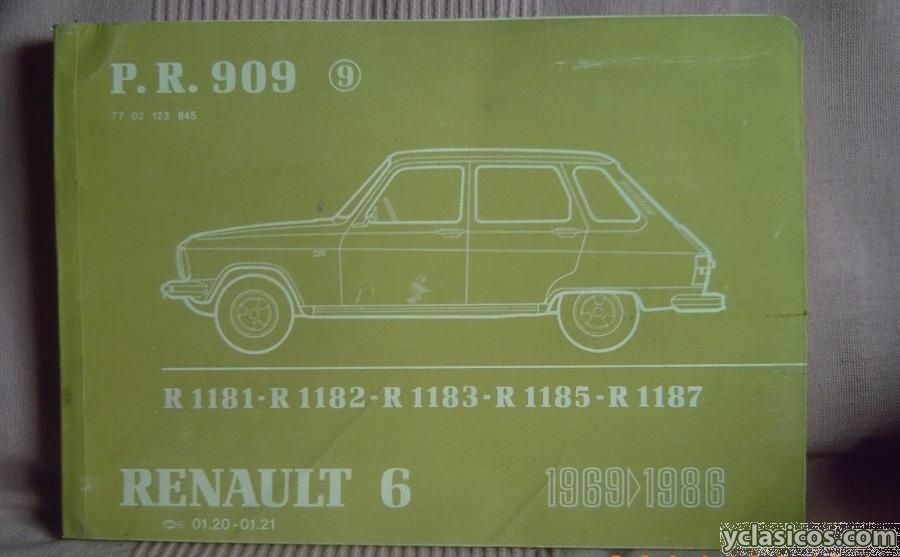 P. R. 909 9
77 02 123 845
R 1181 - R 1182 - R 1183 - R 1185 - R 1187
RENAULT 6 1969 1986
01.20 - 01.21
yclasicos.com